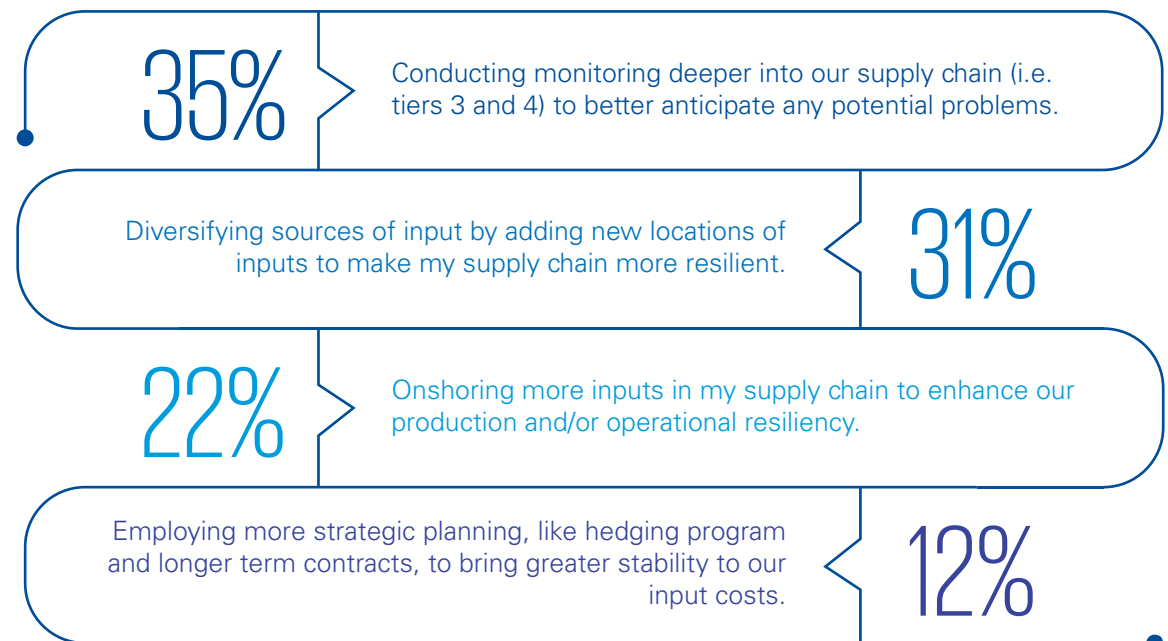 35%
Conducting monitoring deeper into our supply chain (i.e.
tiers 3 and 4) to better anticipate any potential problems.
Diversifying sources of input by adding new locations of
inputs to make my supply chain more resilient.
31%
22%
Onshoring more inputs in my supply chain to enhance our
production and/or operational resiliency.
Employing more strategic planning, like hedging program
and longer term contracts, to bring greater stability to our
input costs.
12%